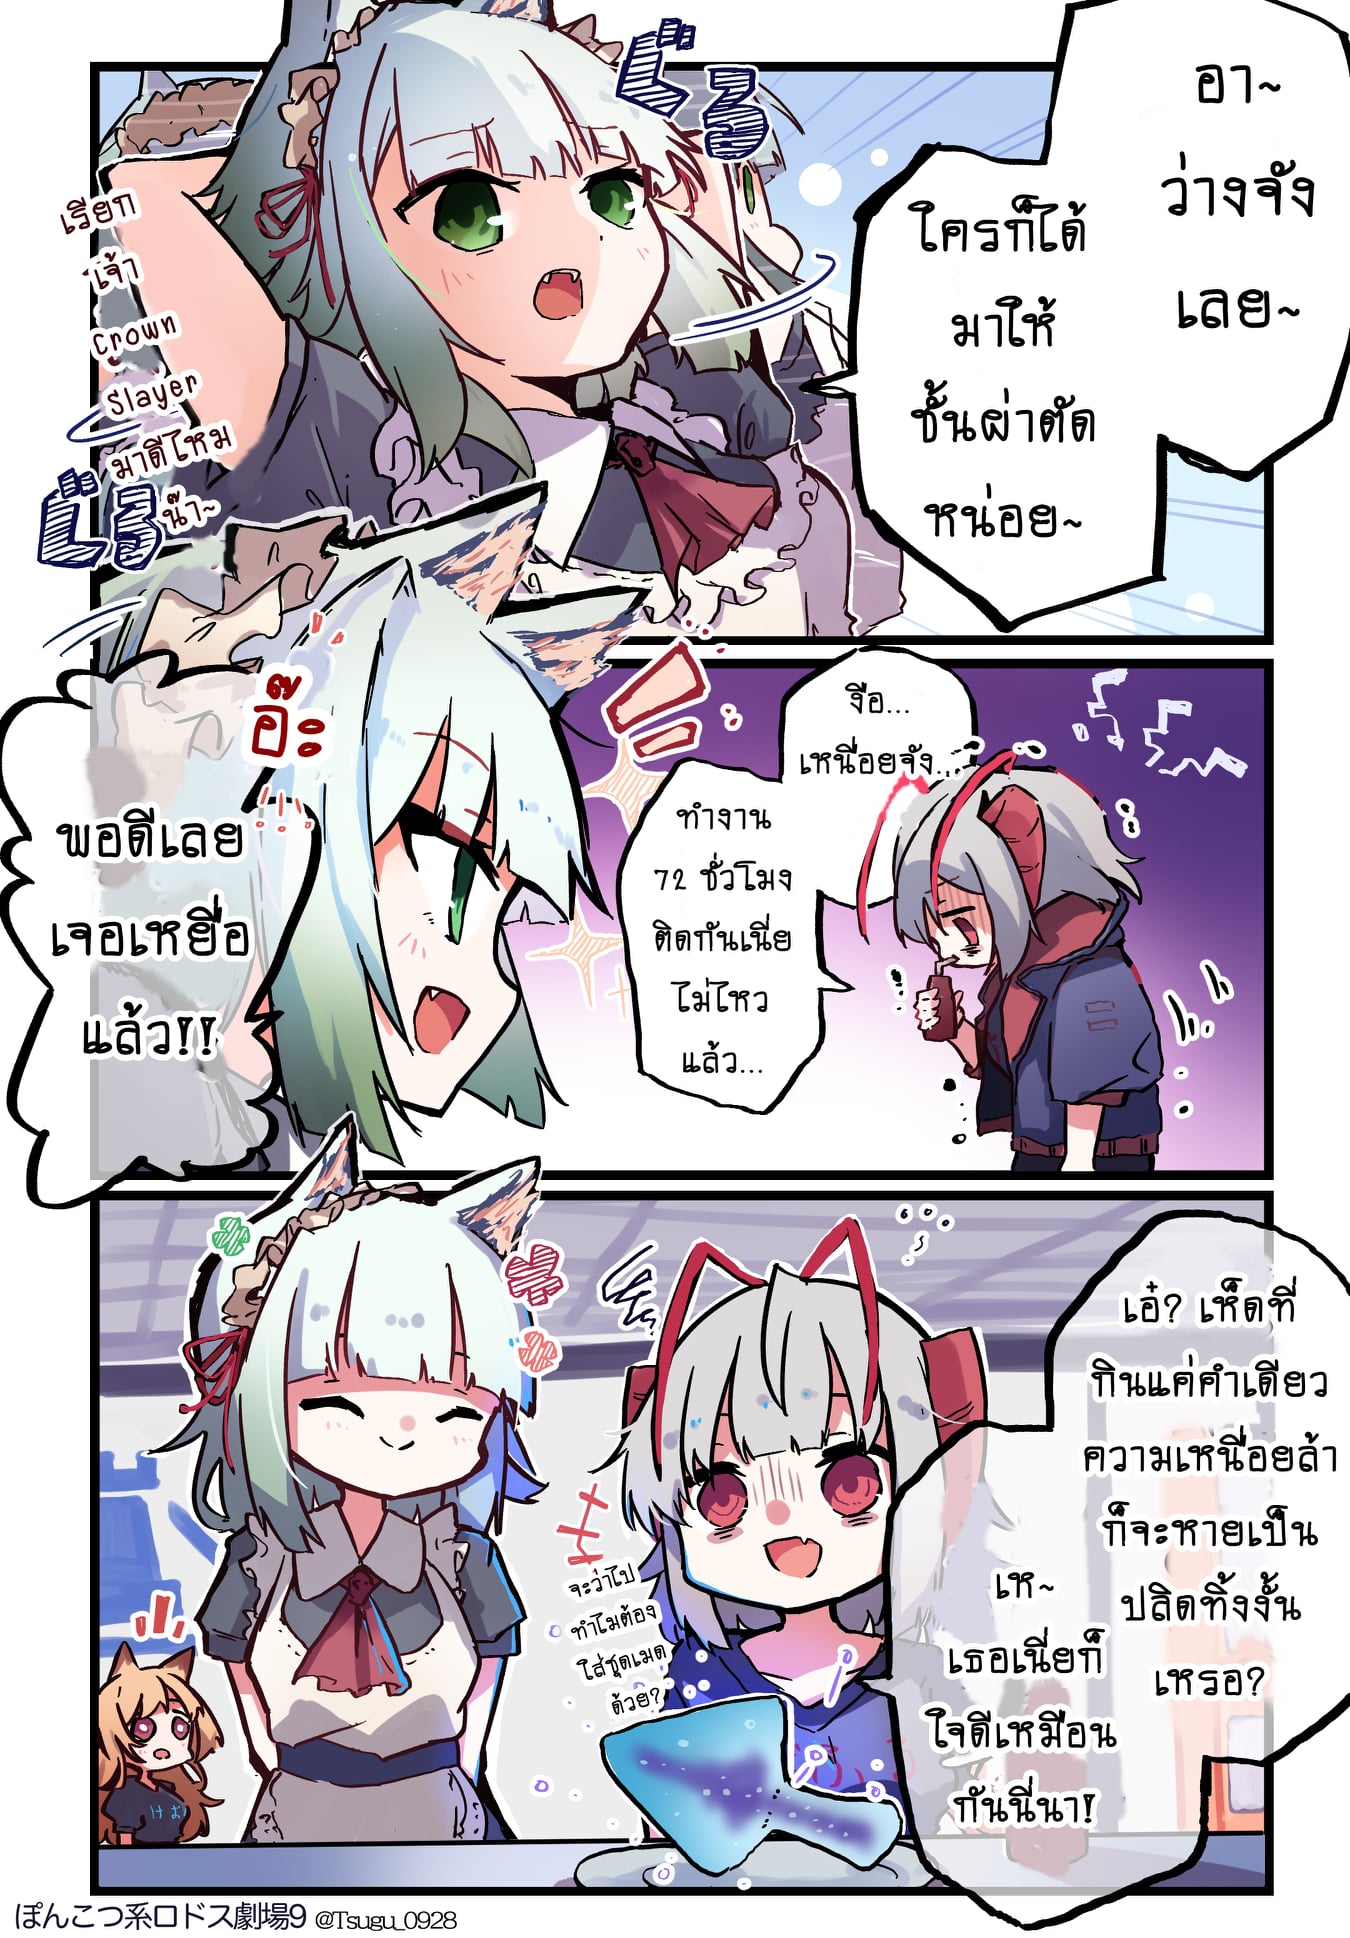 อา~
ว่างจัง
เลย~
ใครก็ได้
มาให้
ชั้นผ่าตัด
หน่อย~
ぐる
เรียก
เจ้า
Crown
Slayer
มาดีไหม
น๊า~
ぐる
งือ...
เหนื่อยจัง...
ทำงาน
72 ชั่วโมง
ติดกันเนี่ย
ไม่ไหว
แล้ว...
อ๊ะ
พอดีเลย
เจอเหยื่อ
แล้ว!!
เอ๋? เห็ดที่
กินแค่คำเดียว
ความเหนื่อยล้า
ก็จะหายเป็น
ปลิดทิ้งงั้น
เหรอ?
เห~
เธอเนี่ยก็
ใจดีเหมือน
กันนี่นา!
จะว่าไป
ทำไมต้อง
ใส่ชุดเมด
ด้วย?
けお
ぽんこつ系ロドス劇場9 @Tsugu_0928